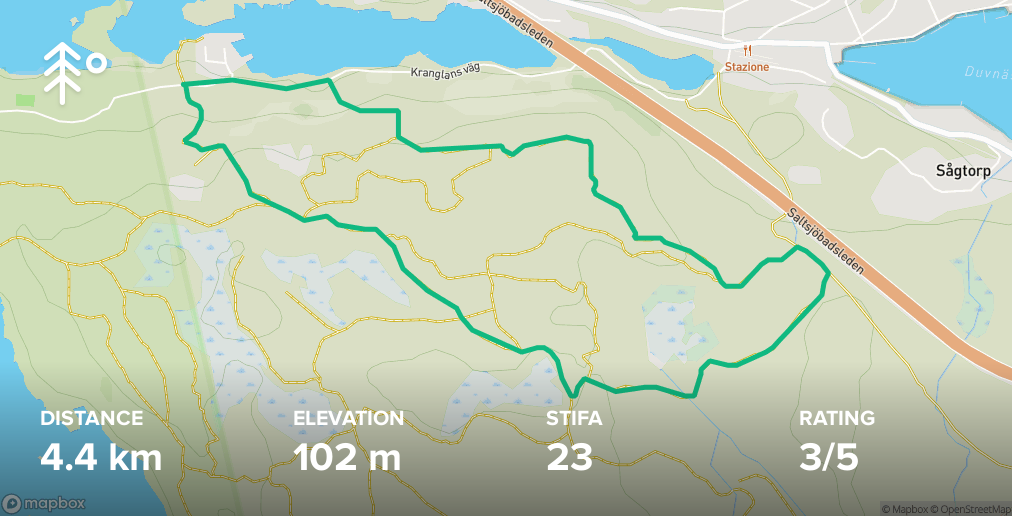 Saltsjöbadsleden
Stazione
Kranglans väg
Duvnä
Sågtorp
Saltsjöbadsleden
DISTANCE
4.4 km
ELEVATION
102 m
STIFA
23
RATING
3/5
mapbox
© Mapbox © OpenStreetMap